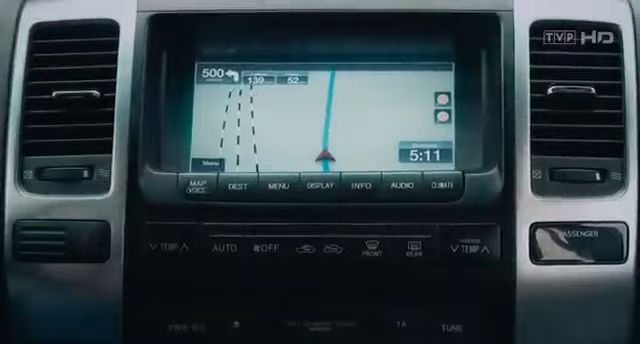 TVP HD
500
139
52
5:11
Menu
MAP VOICE
DEST
MENU
DISPLAY
INFO
AUDIO
CLIMATE
TEMP
AUTO
OFF
FRONT
REAR
TEMP
PASSENGER
TUNE